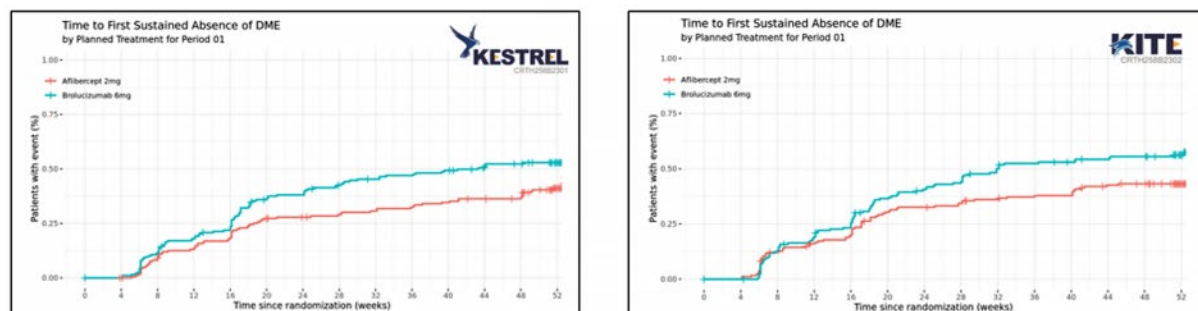 Time to First Sustained Absence of DME
by Planned Treatment for Period 01
KESTREL
CRTH258B2301
1.00
Aflibercept 2mg
Brolucizumab 6mg
0.75
0.50
0.25
0.00
Patients with event (%)
0 4 8 12 16 20 24 28 32 36 40 44 48 52
Time since randomization (weeks)
Time to First Sustained Absence of DME
by Planned Treatment for Period 01
KITE
CRTH258B2302
1.00
Aflibercept 2mg
Brolucizumab 6mg
0.75
0.50
0.25
0.00
Patients with event (%)
0 4 8 12 16 20 24 28 32 36 40 44 48 52
Time since randomization (weeks)